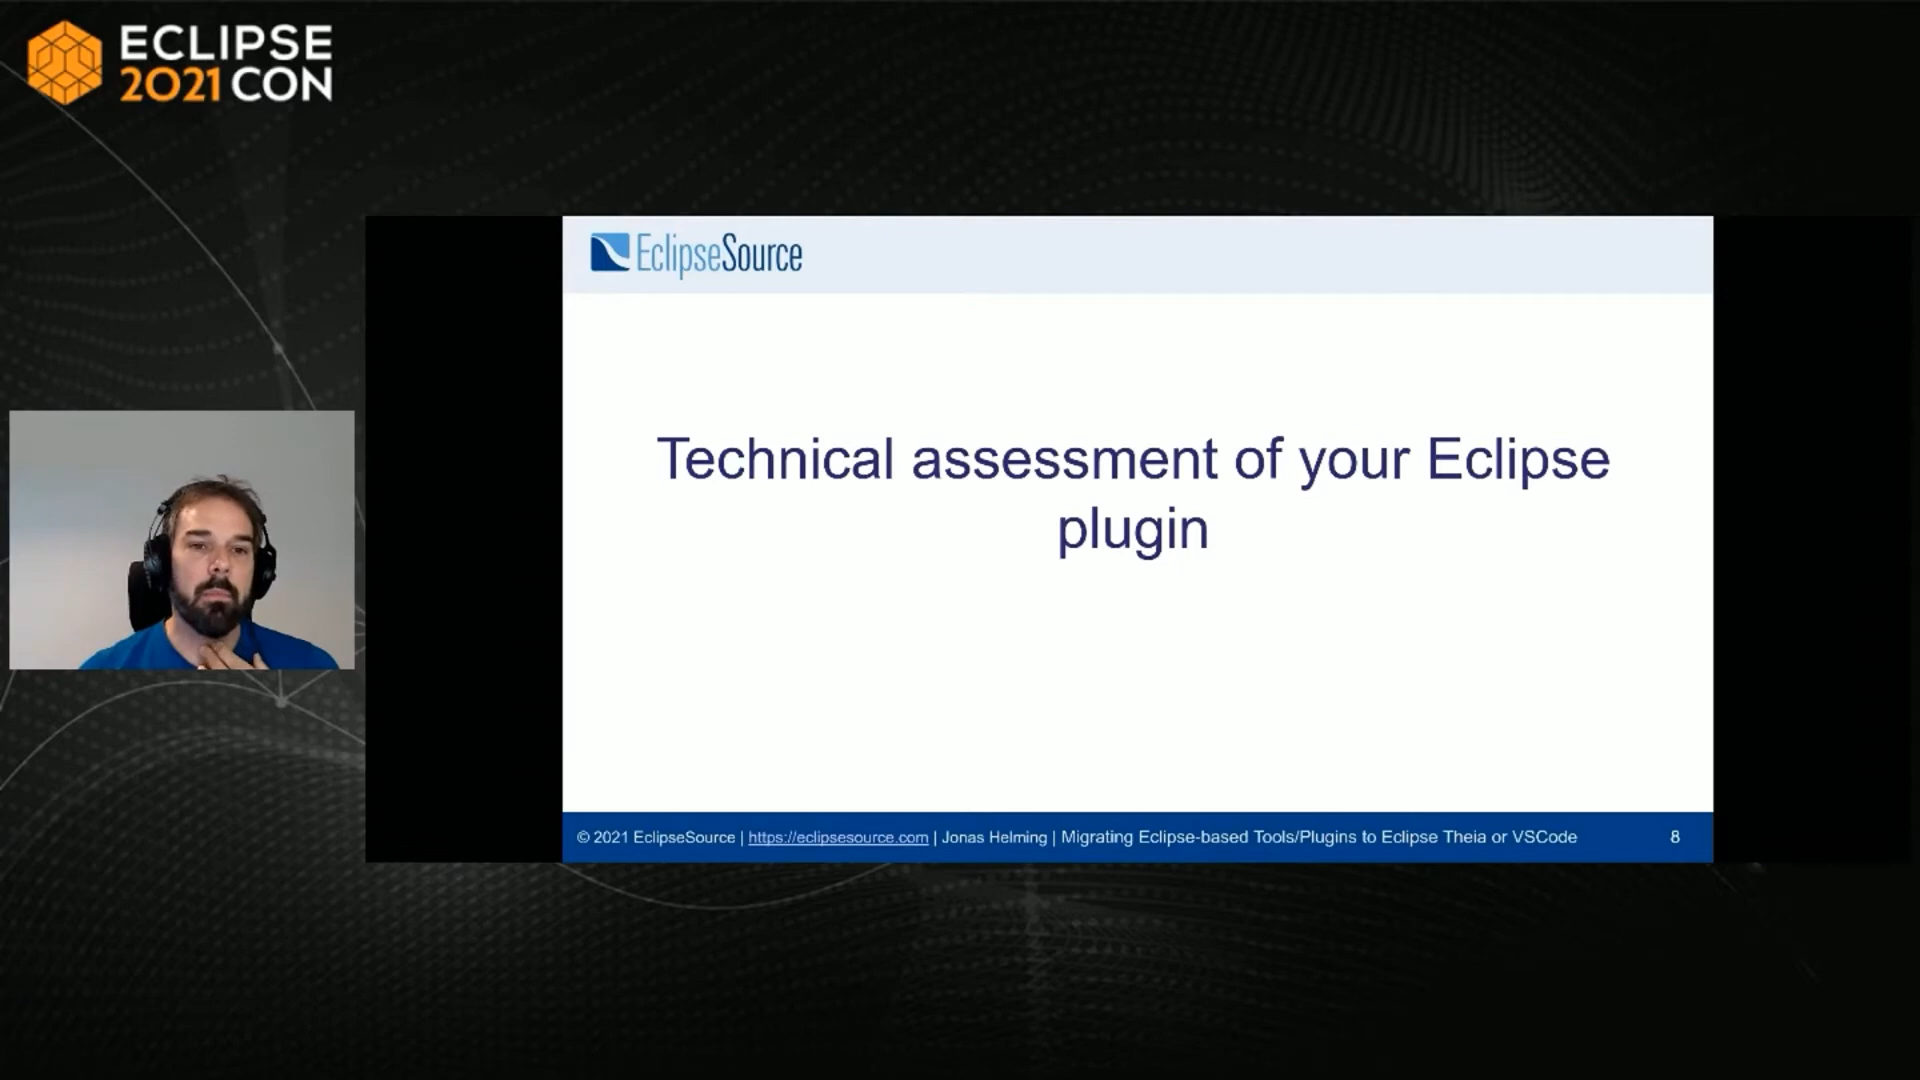 ECLIPSE
2021 CON
EclipseSource
Technical assessment of your Eclipse
plugin
© 2021 EclipseSource | https://eclipsesource.com | Jonas Helming | Migrating Eclipse-based Tools/Plugins to Eclipse Theia or VSCode 8